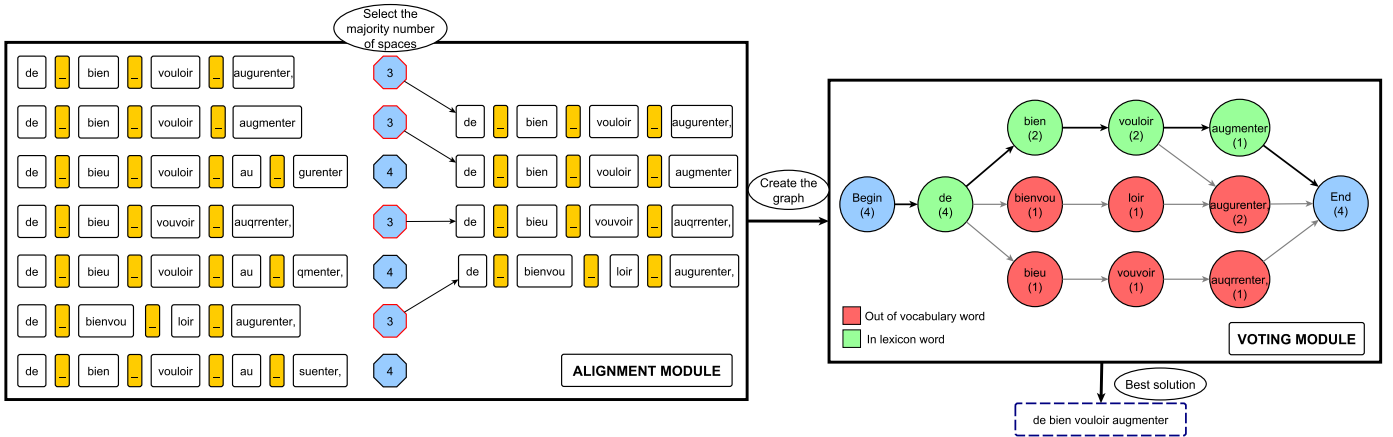 Select the
majority number
of spaces
de _ bien _ vouloir _ augurenter,
3
de _ bien _ vouloir _ augmenter
3
de _ bieu _ vouloir _ au _ gurenter
4
de _ bieu _ vouvoir _ auqrrenter,
3
de _ bieu _ vouloir _ au _ qmenter,
4
de _ bienvou _ loir _ augurenter,
3
de _ bien _ vouloir _ au _ suenter,
4
de _ bien _ vouloir _ augurenter,
de _ bien _ vouloir _ augmenter
de _ bieu _ vouvoir _ auqrrenter,
de _ bienvou _ loir _ augurenter,
ALIGNMENT MODULE
Create the
graph
Begin
(4)
de
(4)
bien
(2)
vouloir
(2)
augmenter
(1)
bienvou
(1)
loir
(1)
augurenter,
(2)
bieu
(1)
vouvoir
(1)
auqrrenter,
(1)
End
(4)
Out of vocabulary word
In lexicon word
VOTING MODULE
Best solution
de bien vouloir augmenter